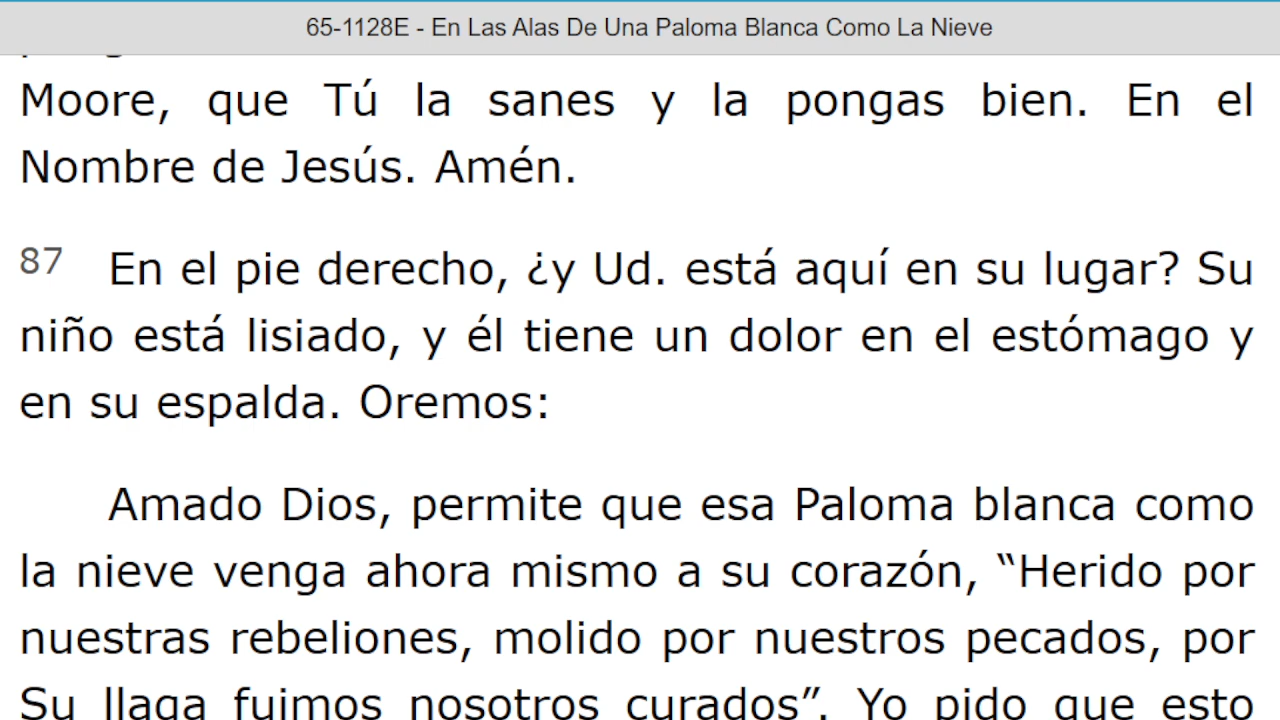 65-1128E - En Las Alas De Una Paloma Blanca Como La Nieve
Moore, que Tú la sanes y la pongas bien. En el
Nombre de Jesús. Amén.
87 En el pie derecho, ¿y Ud. está aquí en su lugar? Su
niño está lisiado, y él tiene un dolor en el estómago y
en su espalda. Oremos:
Amado Dios, permite que esa Paloma blanca como
la nieve venga ahora mismo a su corazón, “Herido por
nuestras rebeliones, molido por nuestros pecados, por
Su llaga fuimos nosotros curados”. Yo pido que esto